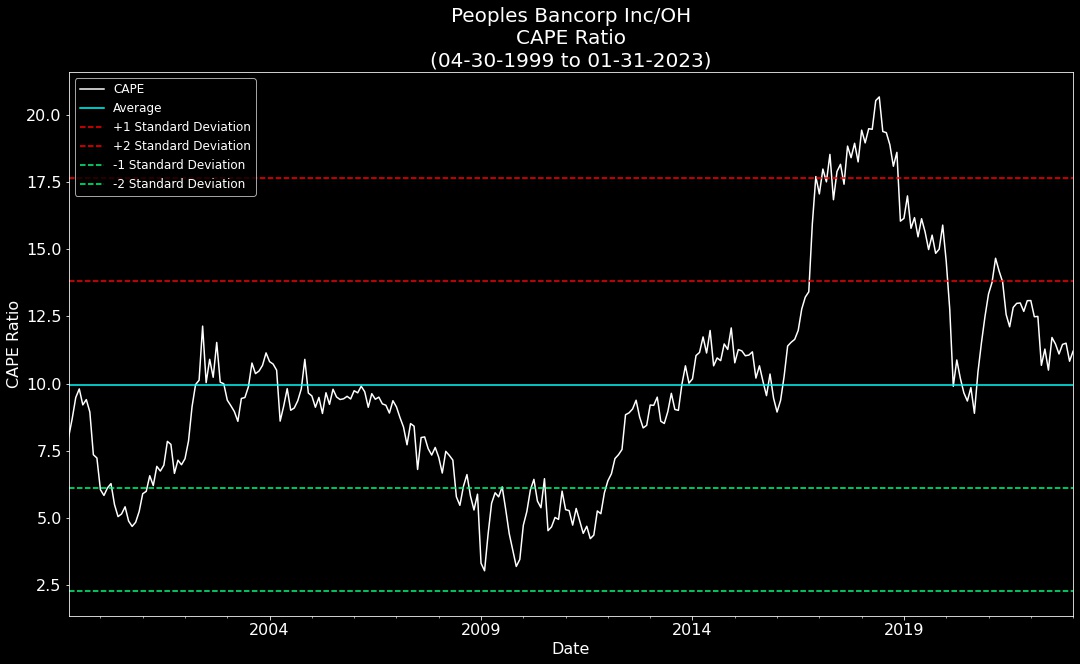 Peoples Bancorp Inc/OH
CAPE Ratio
(04-30-1999 to 01-31-2023)
CAPE
Average
+1 Standard Deviation
+2 Standard Deviation
-1 Standard Deviation
-2 Standard Deviation
20.0
17.5
15.0
12.5
10.0
7.5
5.0
2.5
CAPE Ratio
2004
2009
2014
2019
Date